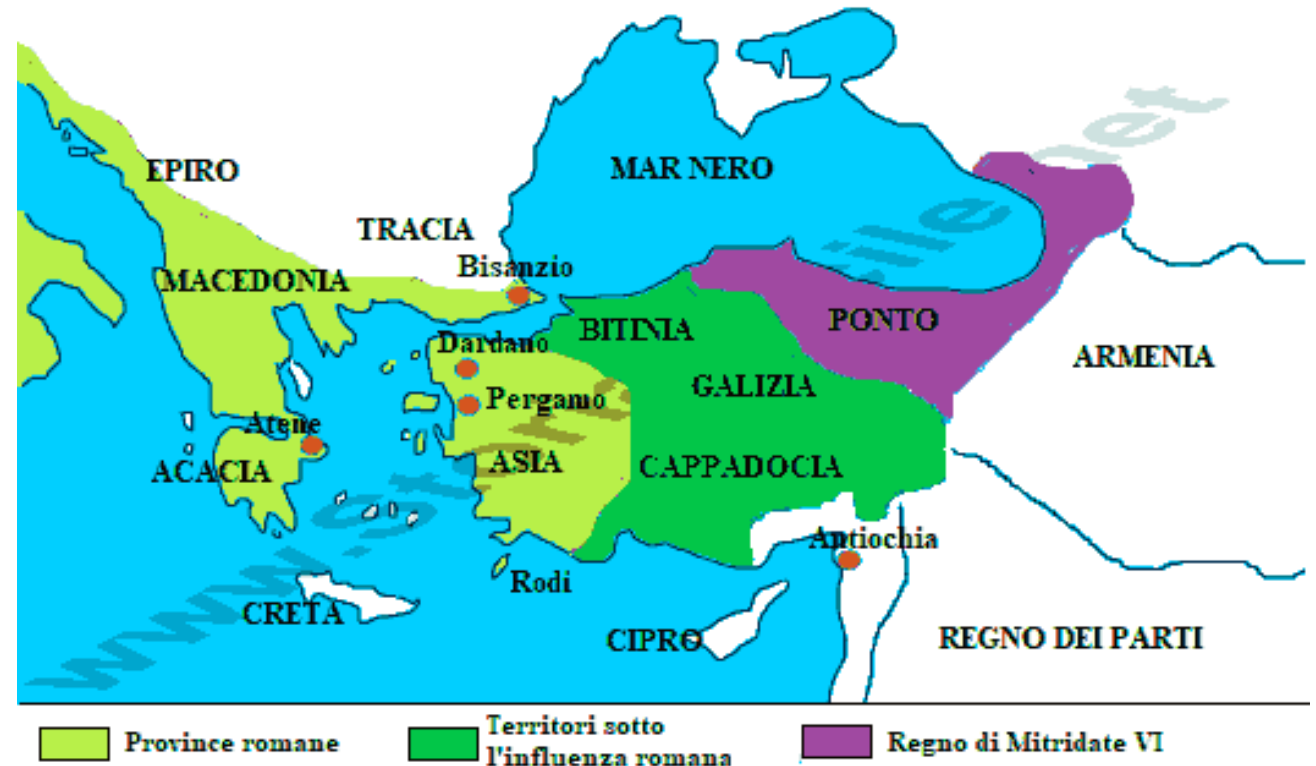 EPIRO
MAR NERO
TRACIA
Bisanzio
MACEDONIA
PONTO
BITINIA
Dardano
ARMENIA
GALIZIA
Pergamo
Atene
ACACIA
ASIA
CAPPADOCIA
Antiochia
Rodi
CRETA
CIPRO
REGNO DEI PARTI
Province romane
Territori sotto
l'influenza romana
Regno di Mitridate VI